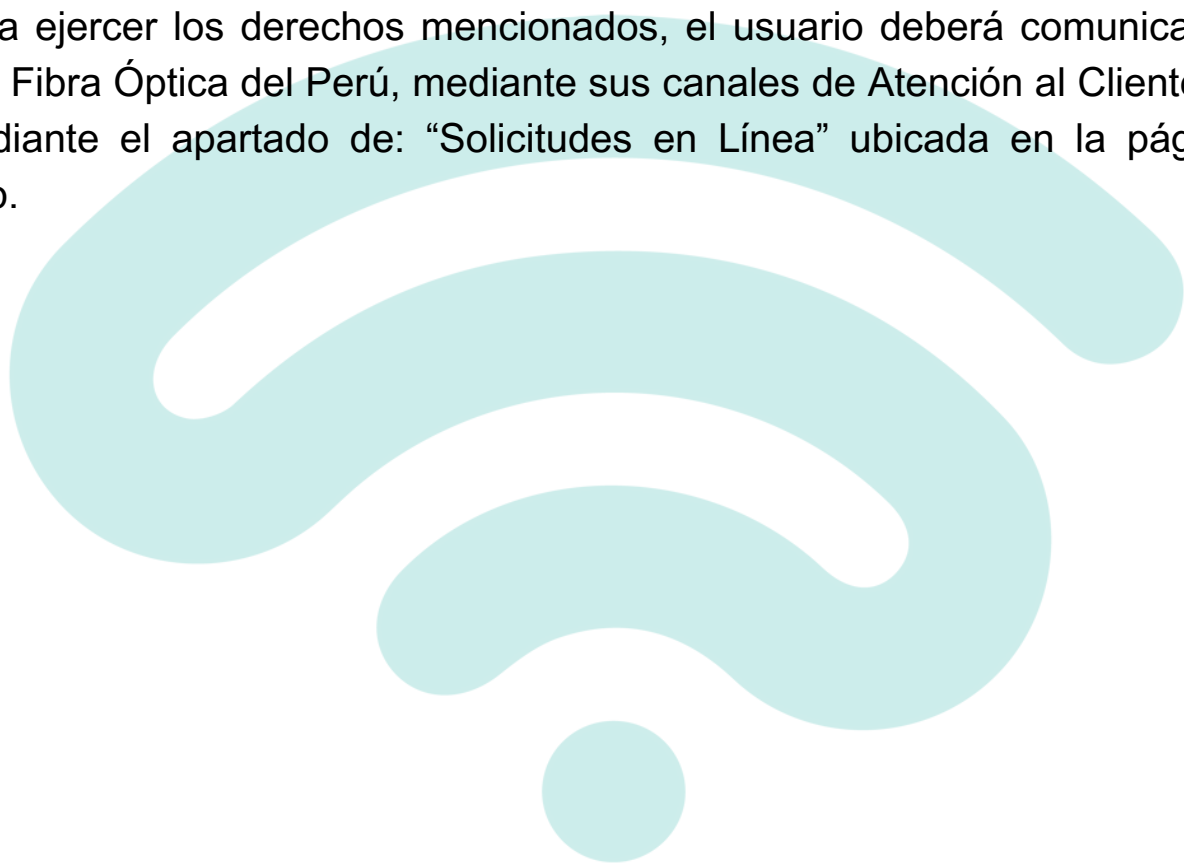 a ejercer los derechos mencionados, el usuario deberá comunica
Fibra Óptica del Perú, mediante sus canales de Atención al Cliente
diante el apartado de: “Solicitudes en Línea” ubicada en la pág
o.